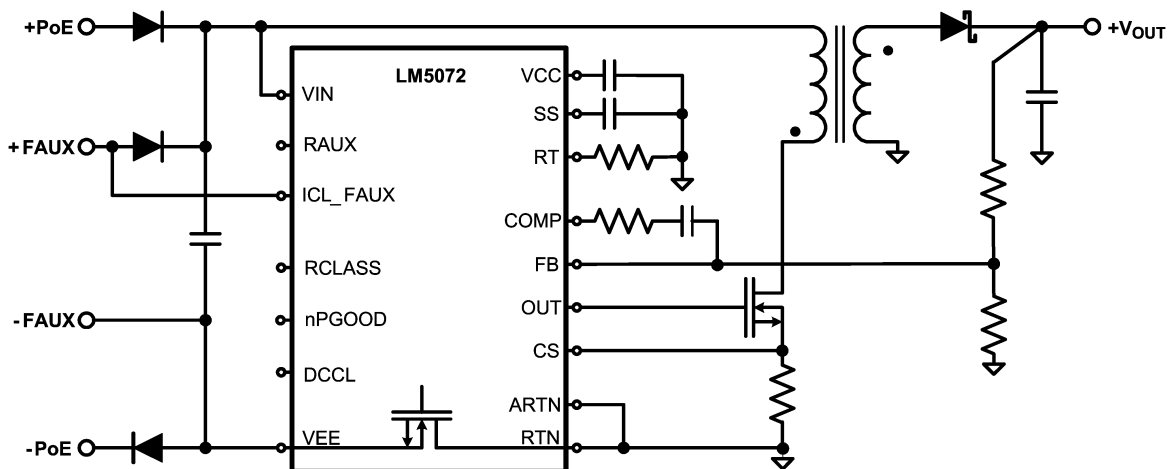 +PoE
+VOUT
LM5072
VCC
VIN
SS
+FAUX
RAUX
RT
ICL_FAUX
COMP
RCLASS
FB
-FAUX
nPGOOD
OUT
CS
DCCL
ARTN
-PoE
VEE
RTN